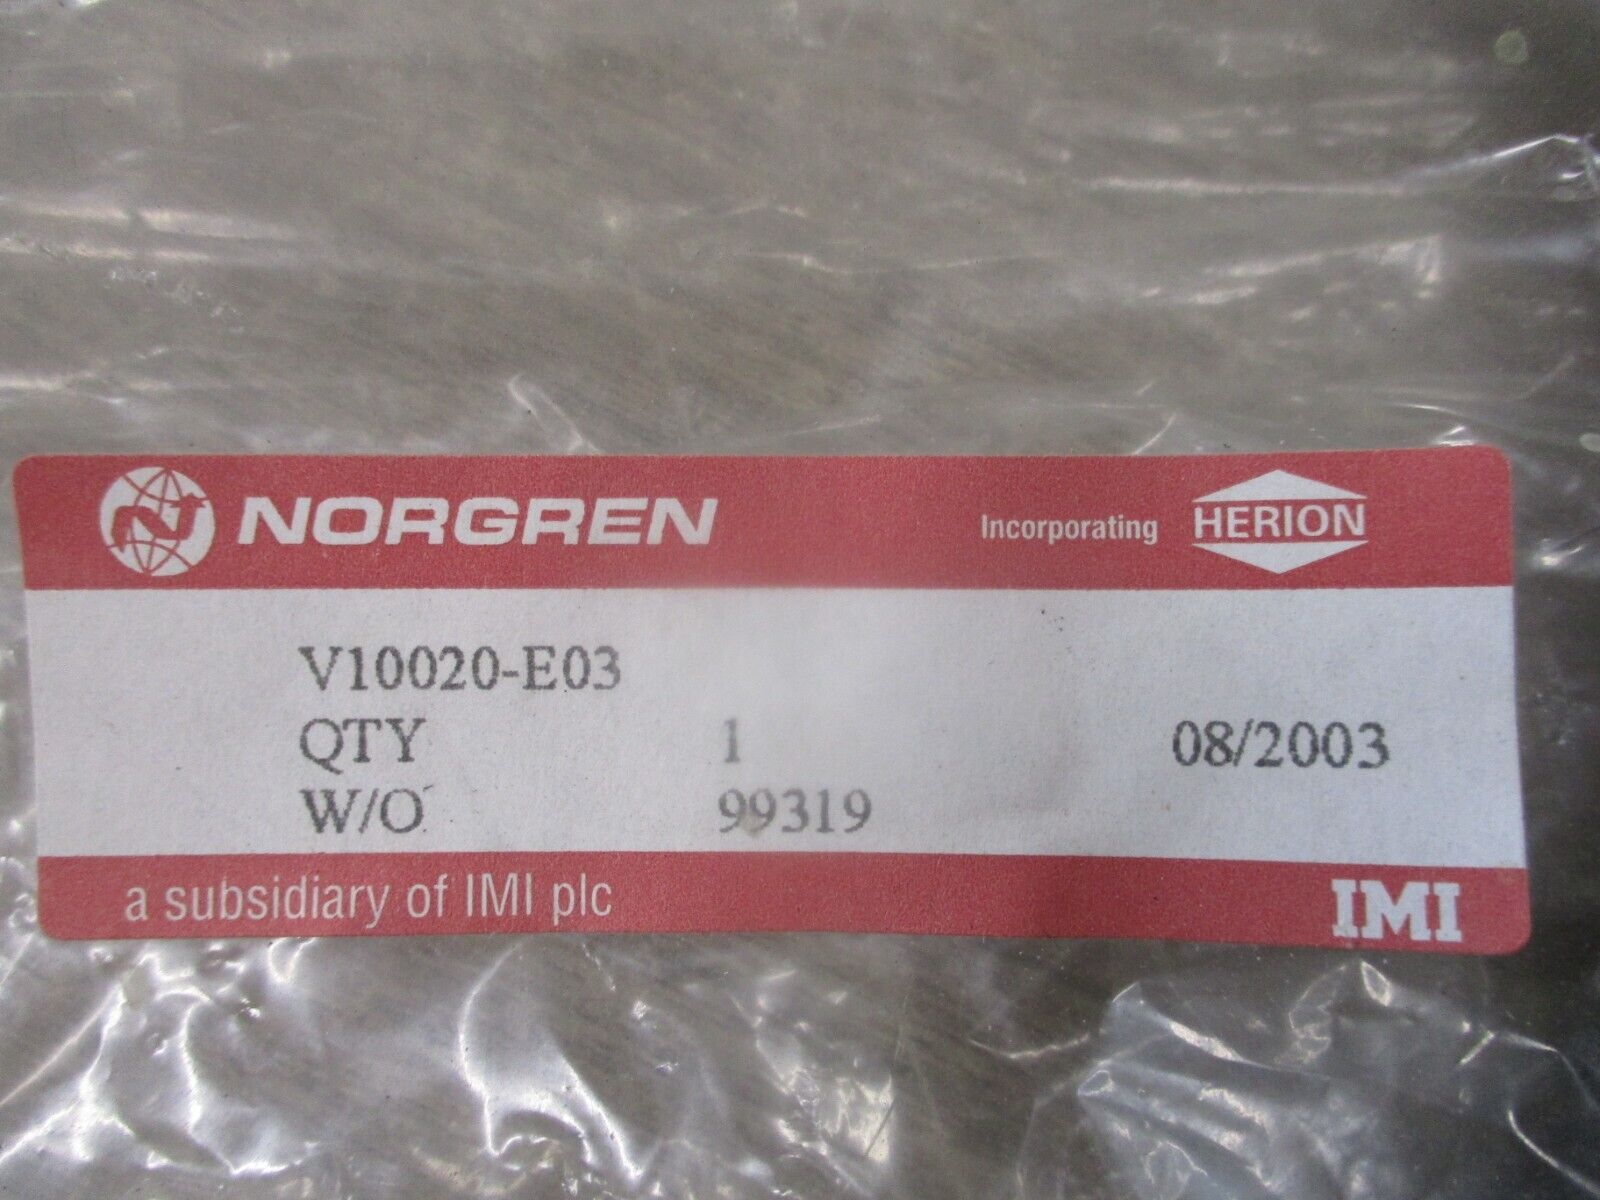 NORGREN Incorporating HERION
V10020-E03
QTY 1 08/2003
W/O 99319
a subsidiary of IMI plc IMI